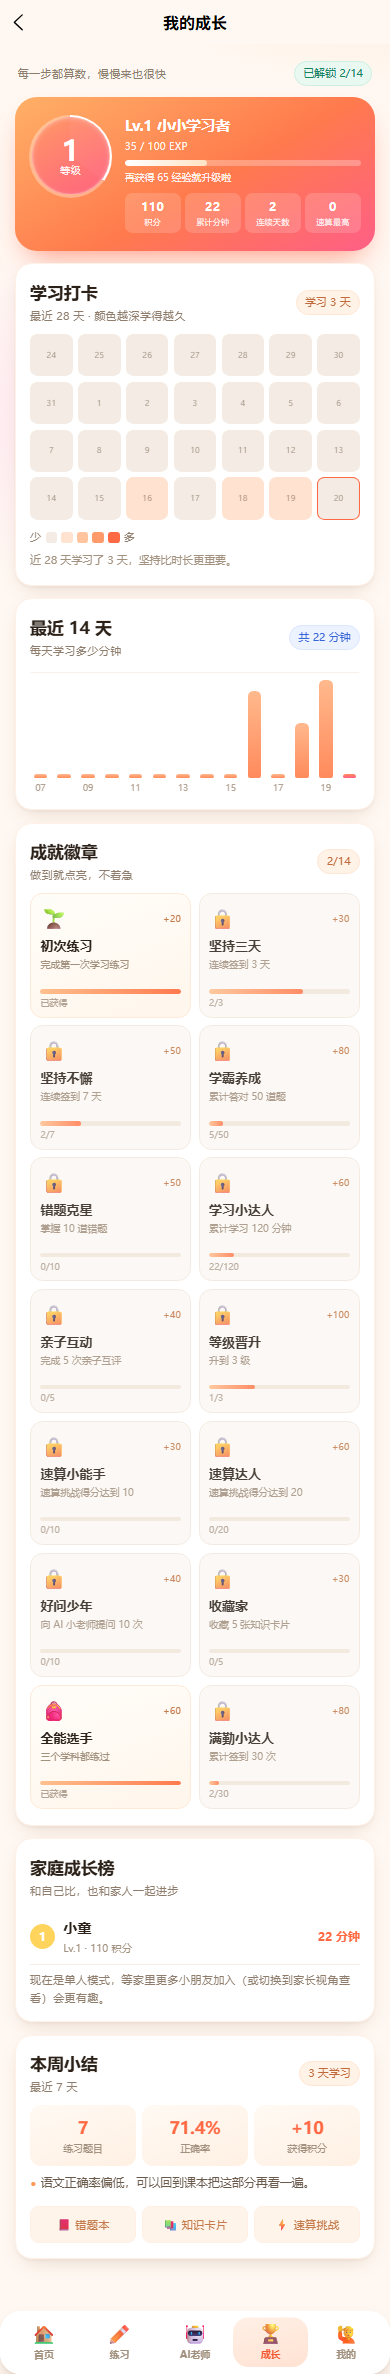 我的成长
每一步都算数，慢慢来也很快
已解锁 2/14
1
等级
Lv.1 小小学习者
35 / 100 EXP
再获得 65 经验就升级啦
110
积分
22
累计分钟
2
连续天数
0
速算最高
学习打卡
最近 28 天 · 颜色越深学得越久
学习 3 天
24 25 26 27 28 29 30
31 1 2 3 4 5 6
7 8 9 10 11 12 13
14 15 16 17 18 19 20
少 多
近 28 天学习了 3 天，坚持比时长更重要。
最近 14 天
每天学习多少分钟
共 22 分钟
07 09 11 13 15 17 19
成就徽章
做到就点亮，不着急
2/14
+20
初次练习
完成第一次学习练习
已获得
+30
坚持三天
连续签到 3 天
2/3
+50
坚持不懈
连续签到 7 天
2/7
+80
学霸养成
累计答对 50 道题
5/50
+50
错题克星
掌握 10 道错题
0/10
+60
学习小达人
累计学习 120 分钟
22/120
+40
亲子互动
完成 5 次亲子互评
0/5
+100
等级晋升
升到 3 级
1/3
+30
速算小能手
速算挑战得分达到 10
0/10
+60
速算达人
速算挑战得分达到 20
0/20
+40
好问少年
向 AI 小老师提问 10 次
0/10
+30
收藏家
收藏 5 张知识卡片
0/5
+60
全能选手
三个学科都练过
已获得
+80
满勤小达人
累计签到 30 次
2/30
家庭成长榜
和自己比，也和家人一起进步
1
小童
Lv.1 · 110 积分
22 分钟
现在是单人模式，等家里更多小朋友加入（或切换到家长视角查
看）会更有趣。
本周小结
最近 7 天
3 天学习
7
练习题目
71.4%
正确率
+10
获得积分
• 语文正确率偏低，可以回到课本把这部分再看一遍。
错题本
知识卡片
速算挑战
首页
练习
AI老师
成长
我的